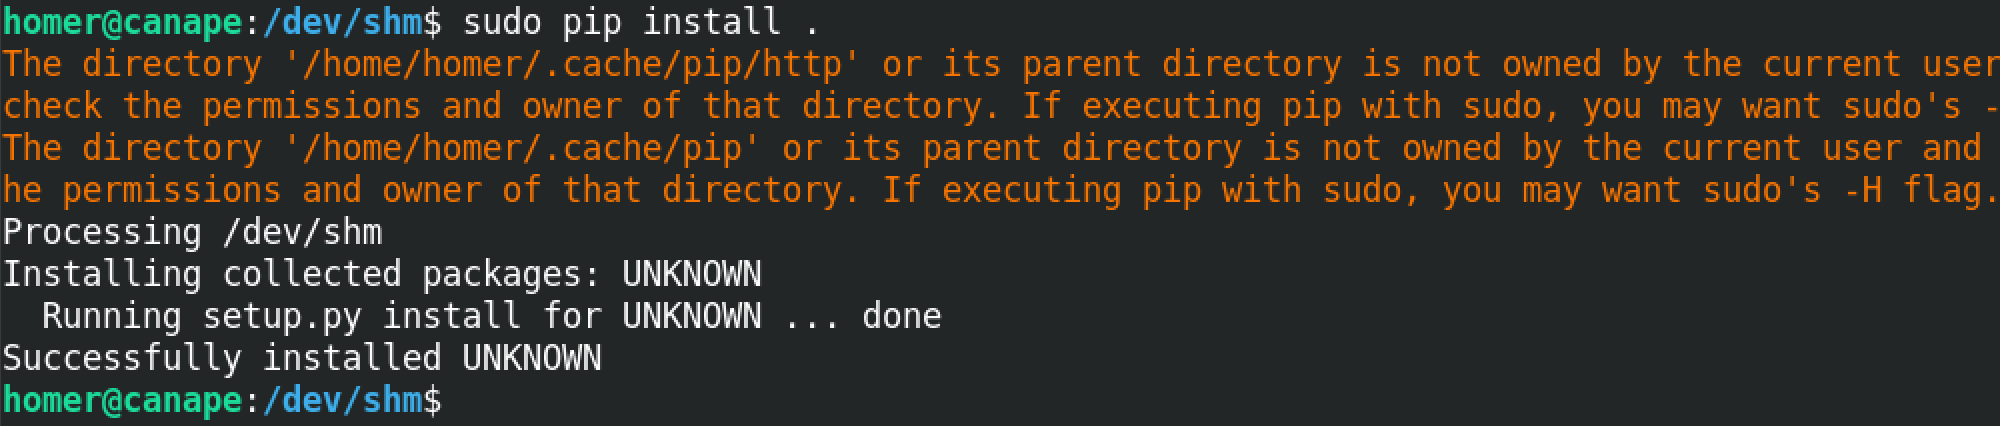 homer@canape:/dev/shm$ sudo pip install .
The directory '/home/homer/.cache/pip/http' or its parent directory is not owned by the current user
check the permissions and owner of that directory. If executing pip with sudo, you may want sudo's -
The directory '/home/homer/.cache/pip' or its parent directory is not owned by the current user and
he permissions and owner of that directory. If executing pip with sudo, you may want sudo's -H flag.
Processing /dev/shm
Installing collected packages: UNKNOWN
  Running setup.py install for UNKNOWN ... done
Successfully installed UNKNOWN
homer@canape:/dev/shm$